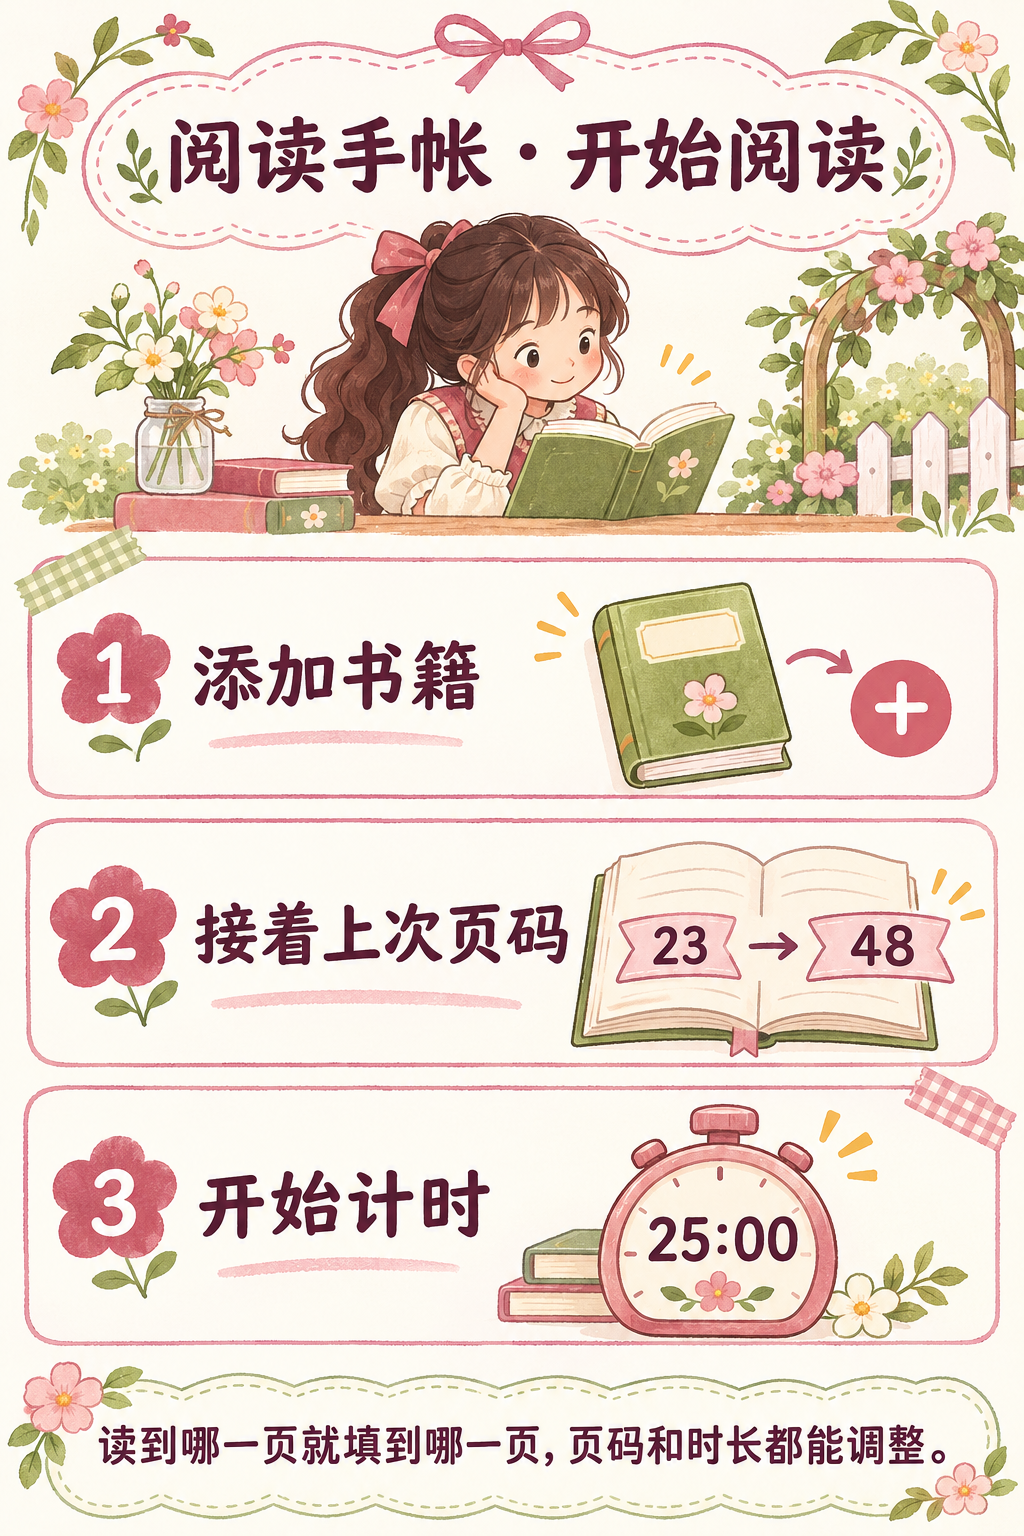 阅读手帐·开始阅读
1
添加书籍
2
接着上次页码
23 → 48
3
开始计时
25:00
读到哪一页就填到哪一页, 页码和时长都能调整。